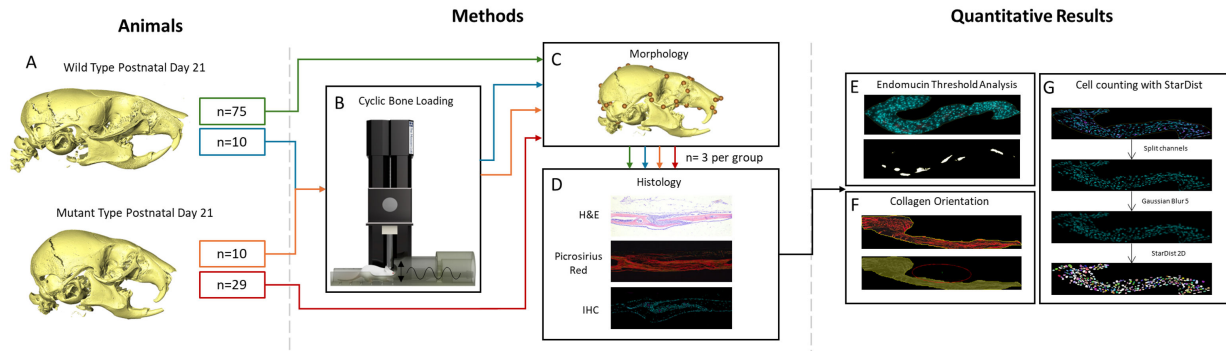 Animals
Methods
Quantitative Results
A
Wild Type Postnatal Day 21
n=75
n=10
Mutant Type Postnatal Day 21
n=10
n=29
B
Cyclic Bone Loading
C
Morphology
n= 3 per group
D
Histology
H&E
Picrosirius
Red
IHC
E
Endomucin Threshold Analysis
F
Collagen Orientation
G
Cell counting with StarDist
Split channels
Gaussian Blur 5
StarDist 2D